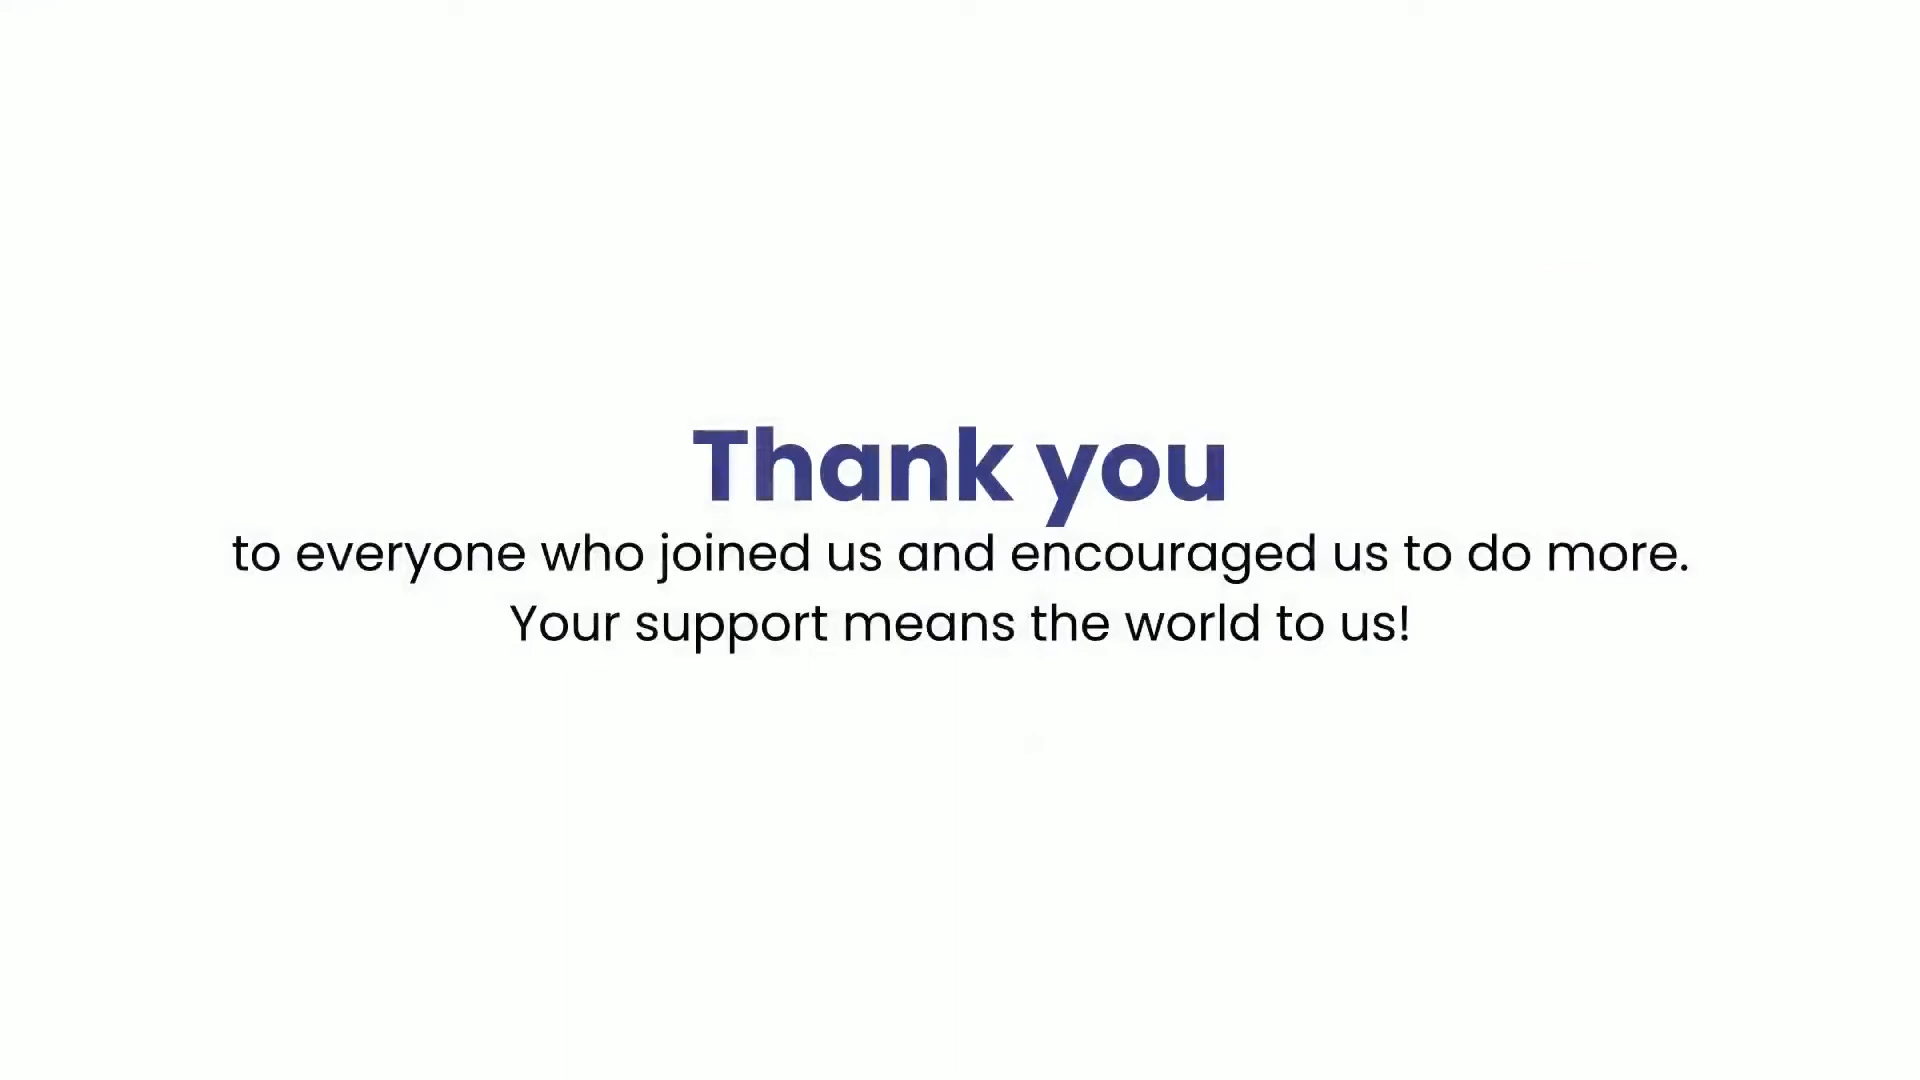 Thank you
to everyone who joined us and encouraged us to do more.
Your support means the world to us!